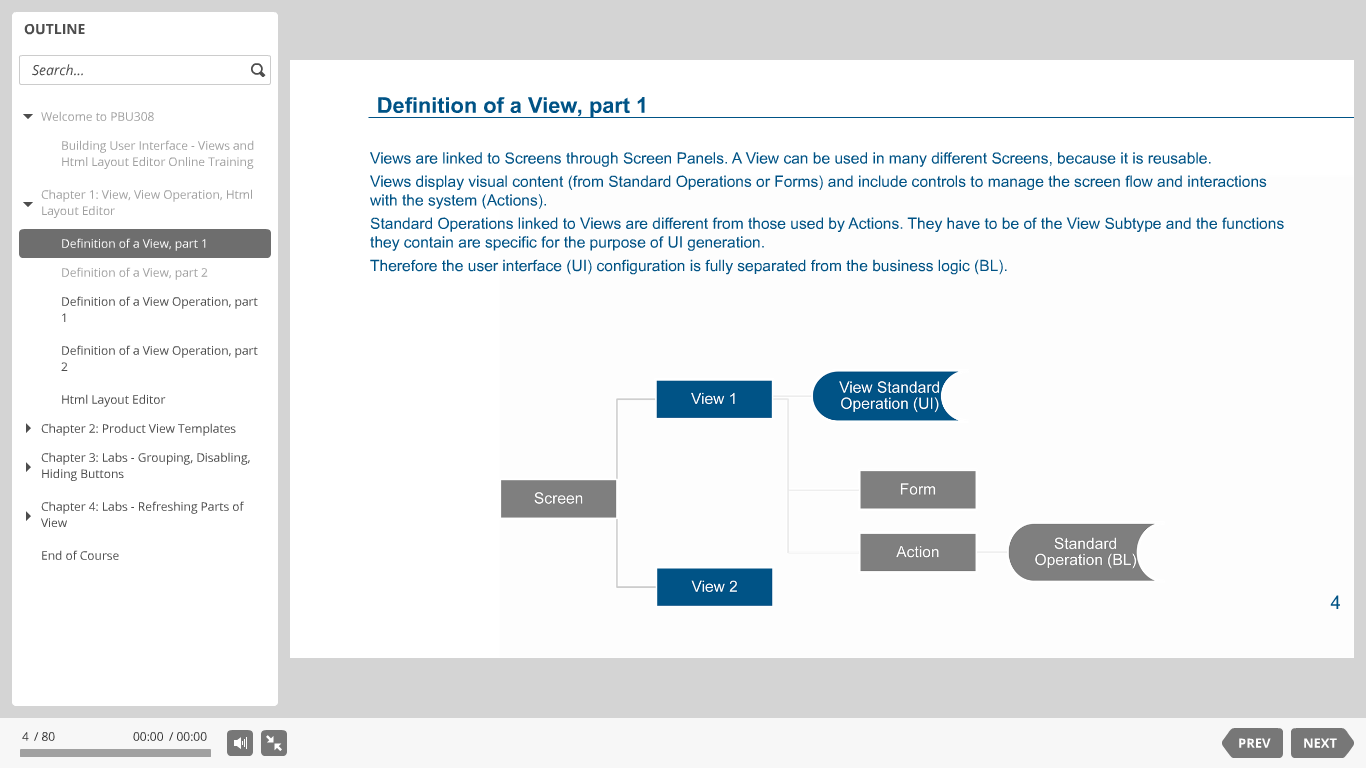 OUTLINE
Search...
Welcome to PBU308
Building User Interface - Views and
Html Layout Editor Online Training
Chapter 1: View, View Operation, Html
Layout Editor
Definition of a View, part 1
Definition of a View, part 2
Definition of a View Operation, part
1
Definition of a View Operation, part
2
Html Layout Editor
Chapter 2: Product View Templates
Chapter 3: Labs - Grouping, Disabling,
Hiding Buttons
Chapter 4: Labs - Refreshing Parts of
View
End of Course
Definition of a View, part 1
Views are linked to Screens through Screen Panels. A View can be used in many different Screens, because it is reusable.
Views display visual content (from Standard Operations or Forms) and include controls to manage the screen flow and interactions
with the system (Actions).
Standard Operations linked to Views are different from those used by Actions. They have to be of the View Subtype and the functions
they contain are specific for the purpose of UI generation.
Therefore the user interface (UI) configuration is fully separated from the business logic (BL).
View 1
View Standard
Operation (UI)
Form
Screen
Action
Standard
Operation (BL)
View 2
4
4 / 80
00:00 / 00:00
PREV
NEXT